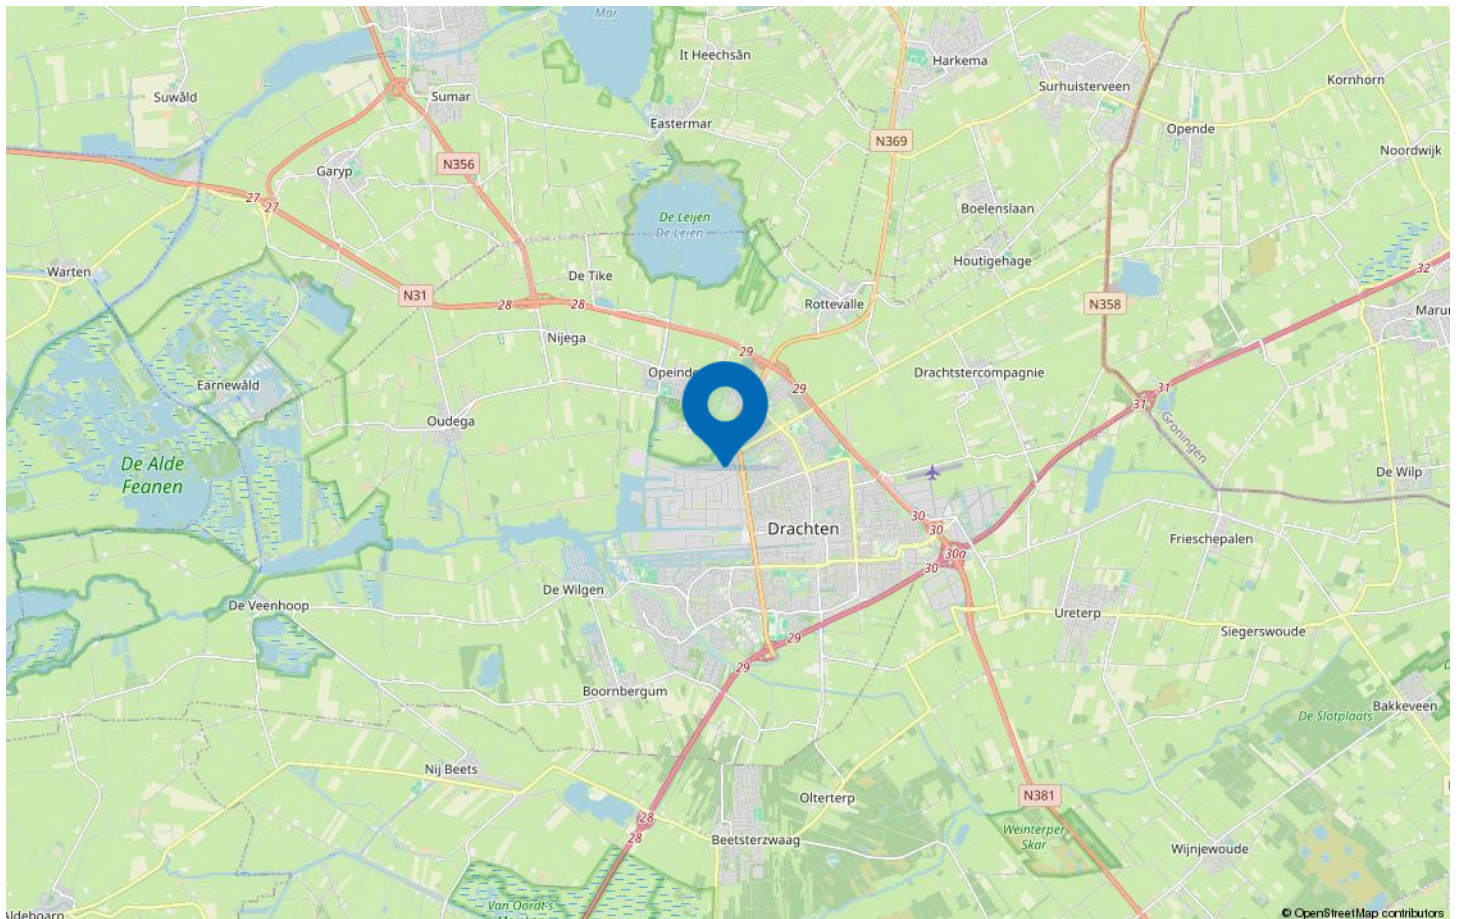 Mar
It Heechsân
Harkema
Kornhorn
Surhuisterveen
Suwâld
Sumar
Eastermar
Opende
N369
Noordwijk
N356
Garyp
27
27
Boelenslaan
De Leijen
De Leien
Houtigehage
Warten
De Tike
32
N31
28
28
Rottevalle
N358
Nijega
29
Opeinde
Drachtstercompagnie
Earnewâld
29
31
31
Oudega
Groningen
De Alde
Feanen
De Wilp
30
Drachten
30
Frieschepalen
30a
30
De Wilgen
De Veenhoop
Ureterp
Siegerswoude
29
29
Boornbergum
Bakkeveen
De Slotplaats
Nij Beets
Olterterp
N381
28
28
Weinterper
Skar
Beetsterzwaag
Wijnjewoude
Van Oordt's
Aldeboarn
© OpenStreetMap contributors